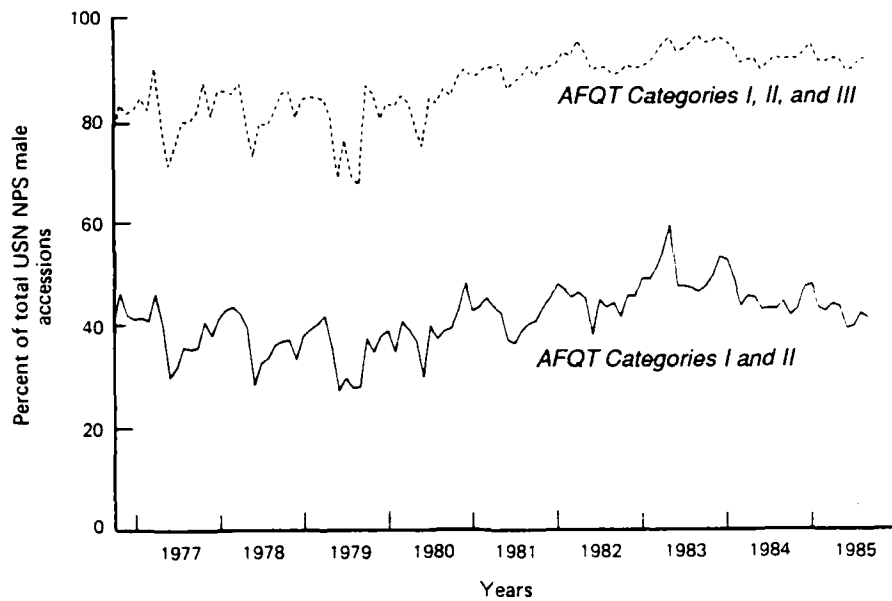 100
80
60
40
20
0
Percent of total USN NPS male
accessions
AFQT Categories I, II, and III
AFQT Categories I and II
1977 1978 1979 1980 1981 1982 1983 1984 1985
Years